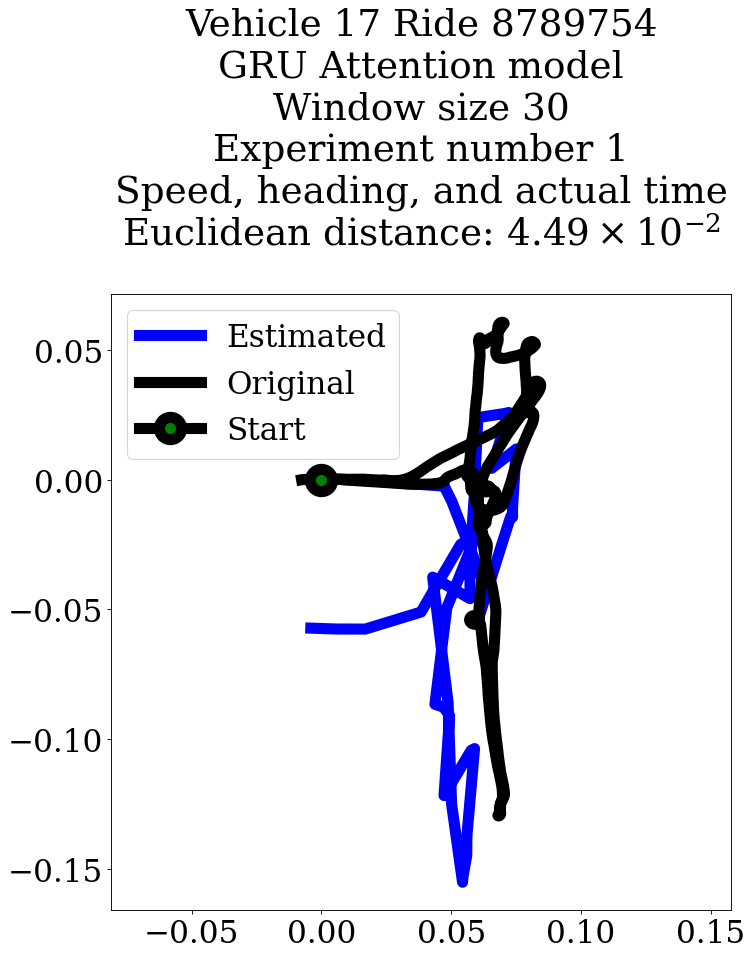 Vehicle 17 Ride 8789754
GRU Attention model
Window size 30
Experiment number 1
Speed, heading, and actual time
Euclidean distance: 4.49 × 10⁻²
Estimated
Original
Start
0.05
0.00
−0.05
−0.10
−0.15
−0.05 0.00 0.05 0.10 0.15